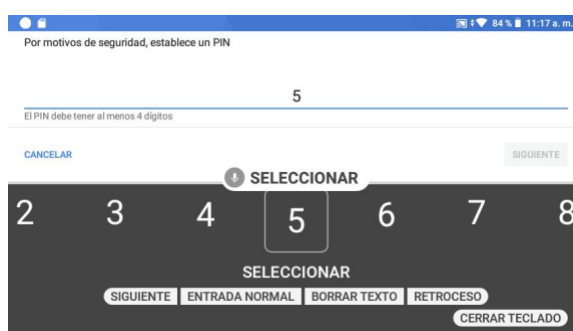 84 % 11:17 a. m.
Por motivos de seguridad, establece un PIN
5
El PIN debe tener al menos 4 dígitos
CANCELAR SIGUIENTE
SELECCIONAR
2 3 4 5 6 7 8
SELECCIONAR
SIGUIENTE ENTRADA NORMAL BORRAR TEXTO RETROCESO
CERRAR TECLADO